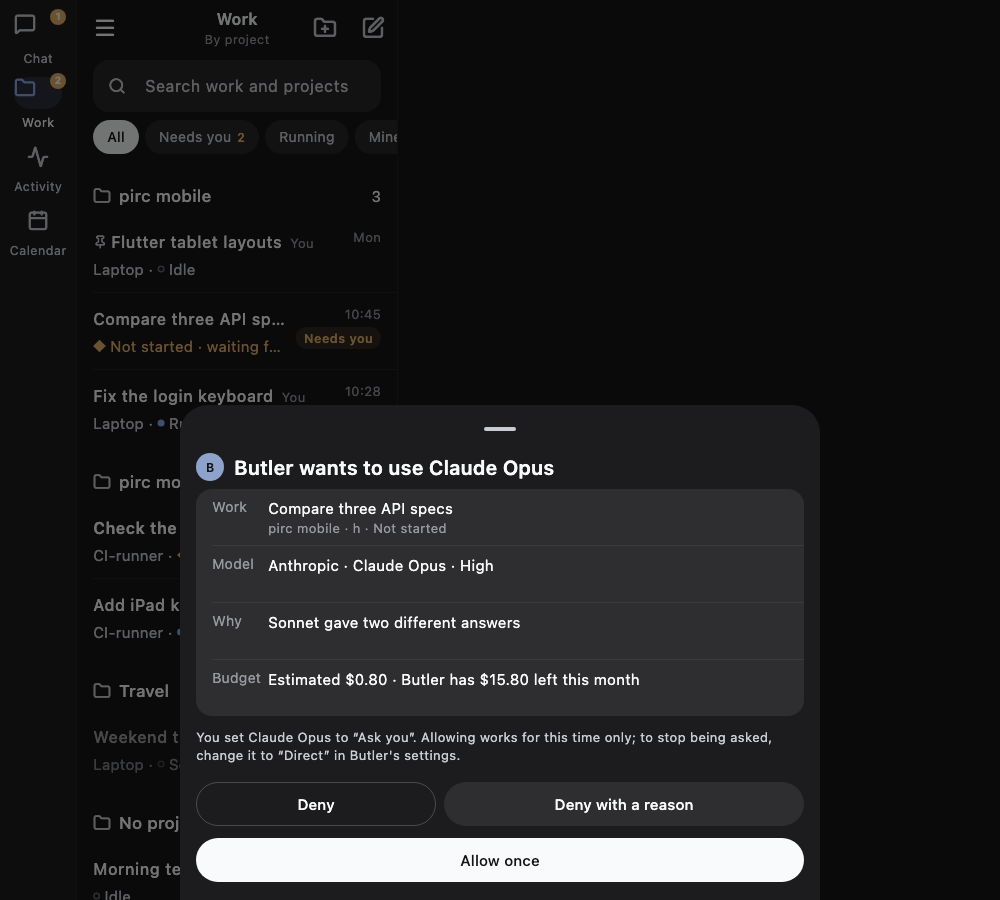 1
Chat
2
Work
Activity
Calendar
Work
By project
Search work and projects
All
Needs you 2
Running
Mine
pirc mobile
3
Flutter tablet layouts You
Mon
Laptop · Idle
Compare three API sp...
10:45
Not started · waiting f...
Needs you
Fix the login keyboard You
10:28
Laptop ·
pirc mo
Check the
CI-runner ·
Add iPad k
CI-runner ·
Travel
Weekend t
Laptop ·
No proj
Morning te
Idle
B
Butler wants to use Claude Opus
Work
Compare three API specs
pirc mobile · h · Not started
Model
Anthropic · Claude Opus · High
Why
Sonnet gave two different answers
Budget
Estimated $0.80 · Butler has $15.80 left this month
You set Claude Opus to “Ask you”. Allowing works for this time only; to stop being asked,
change it to “Direct” in Butler's settings.
Deny
Deny with a reason
Allow once